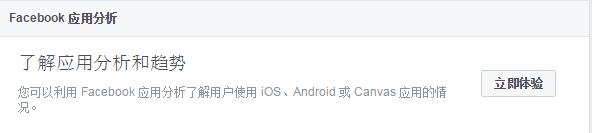 Facebook 应用分析
了解应用分析和趋势
您可以利用 Facebook 应用分析了解用户使用 iOS、Android 或 Canvas 应用的情
况。
立即体验